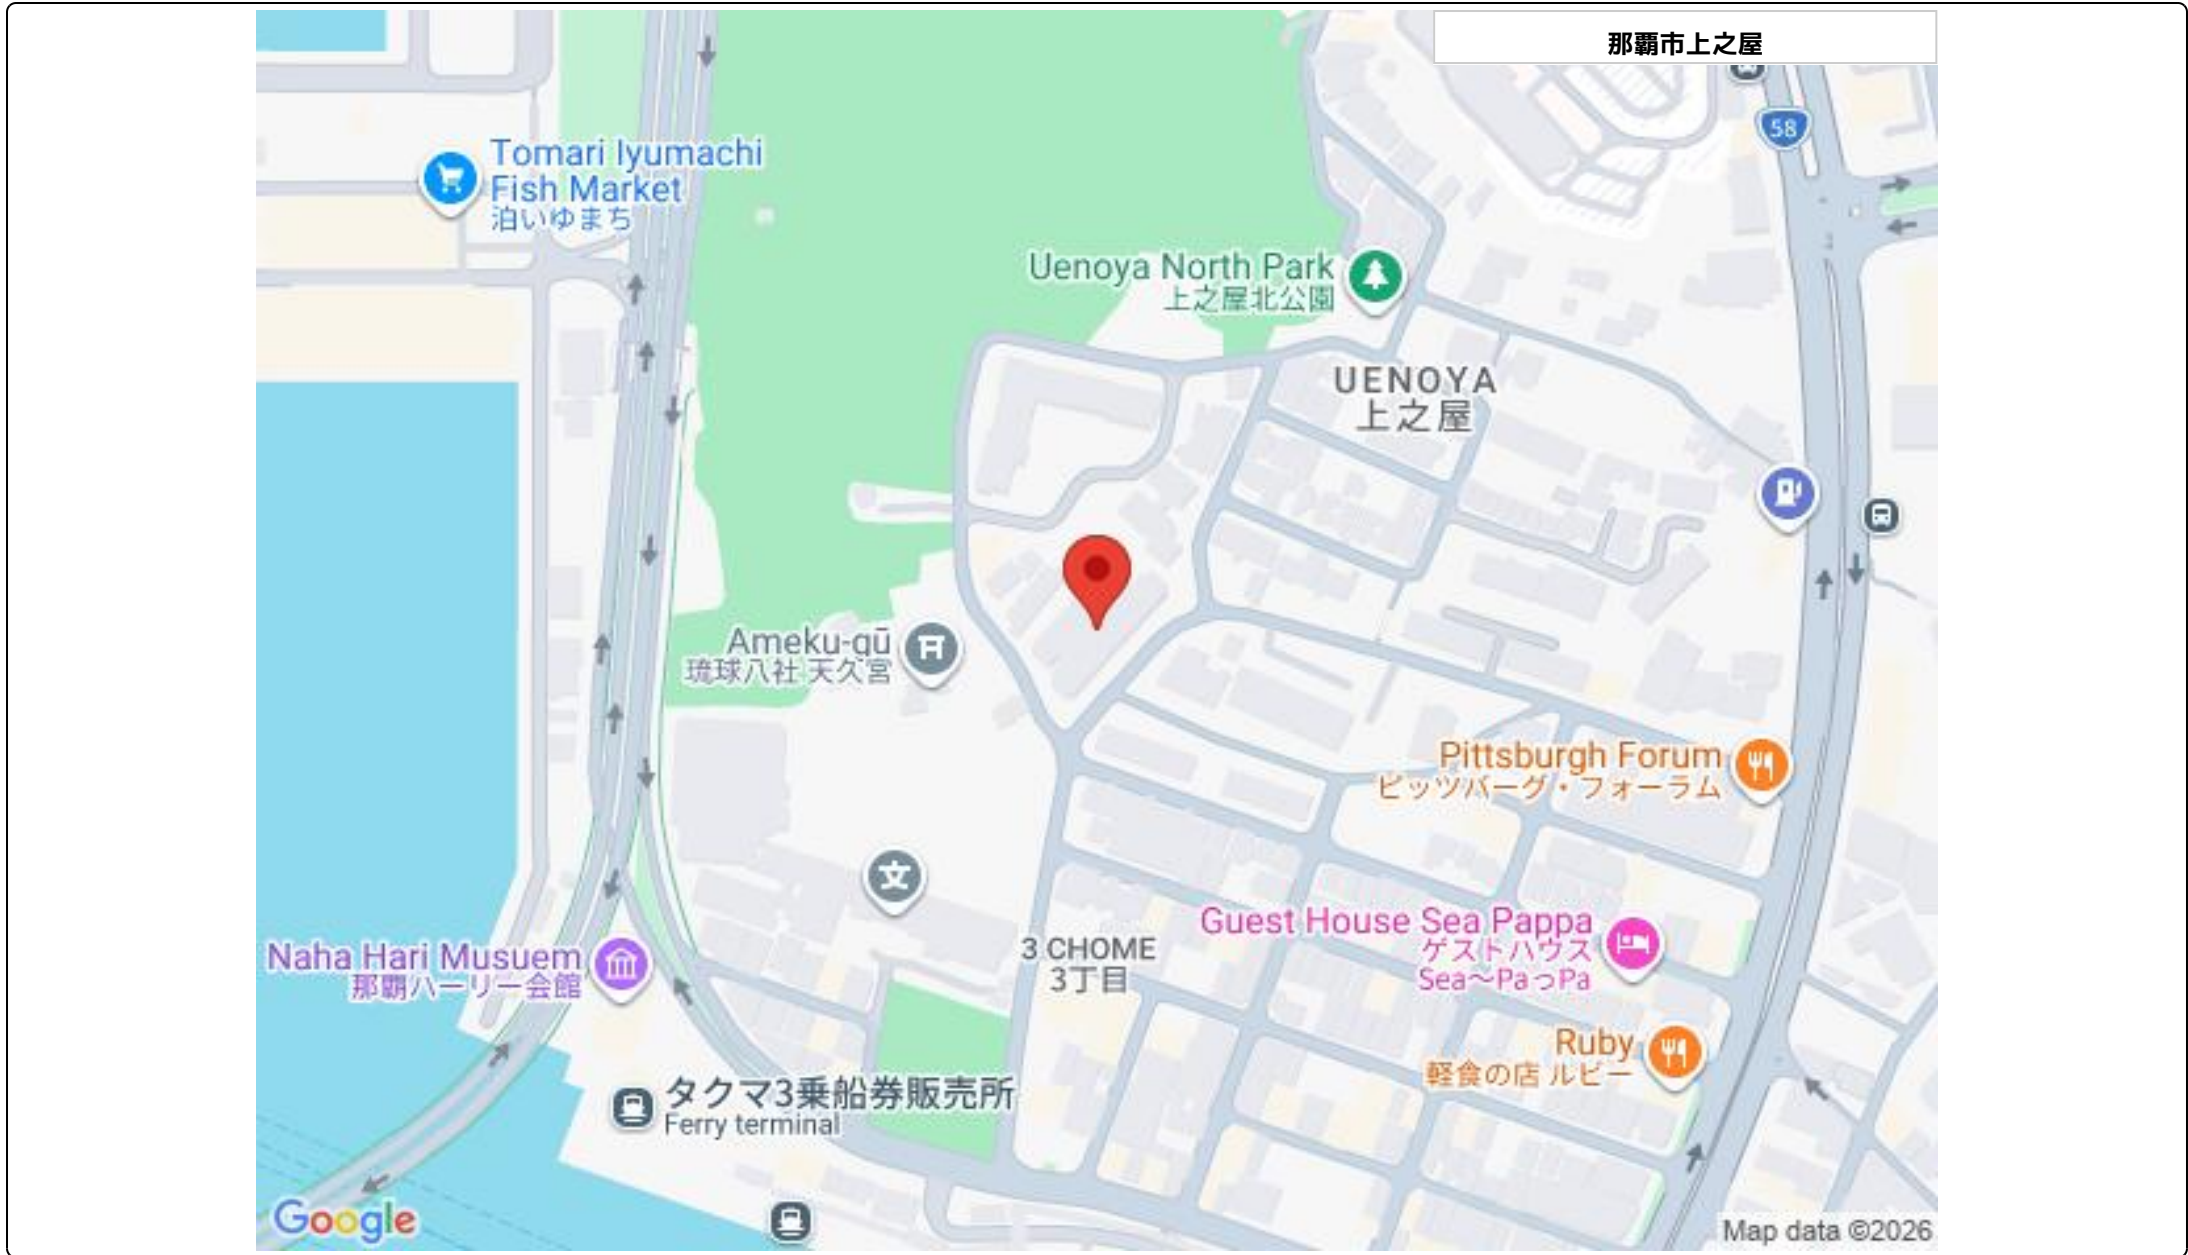 那覇市上之屋
58
Tomari Iyumachi
Fish Market
泊いゆまち
Uenoya North Park
上之屋北公園
UENOYA
上之屋
Ameku-gū
琉球八社 天久宮
Pittsburgh Forum
ピッツバーグ・フォーラム
文
Guest House Sea Pappa
ゲストハウス
Sea～PaっPa
3 CHOME
3丁目
Naha Hari Musuem
那覇ハーリー会館
Ruby
軽食の店 ルビー
タクマ3乗船券販売所
Ferry terminal
Google
Map data ©2026